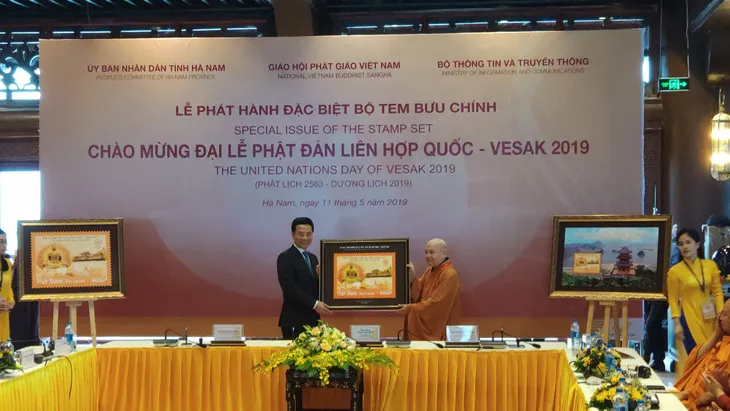 ỦY BAN NHÂN DÂN TỈNH HÀ NAM
PEOPLE'S COMMITTEE OF HA NAM PROVINCE
GIÁO HỘI PHẬT GIÁO VIỆT NAM
NATIONAL VIETNAM BUDDHIST SANGHA
BỘ THÔNG TIN VÀ TRUYỀN THÔNG
MINISTRY OF INFORMATION AND COMMUNICATIONS
LỄ PHÁT HÀNH ĐẶC BIỆT BỘ TEM BƯU CHÍNH
SPECIAL ISSUE OF THE STAMP SET
CHÀO MỪNG ĐẠI LỄ PHẬT ĐẢN LIÊN HỢP QUỐC - VESAK 2019
THE UNITED NATIONS DAY OF VESAK 2019
(PHẬT LỊCH 2563 - DƯƠNG LỊCH 2019)
Hà Nam, ngày 11 tháng 5 năm 2019
Việt Nam
Việt Nam